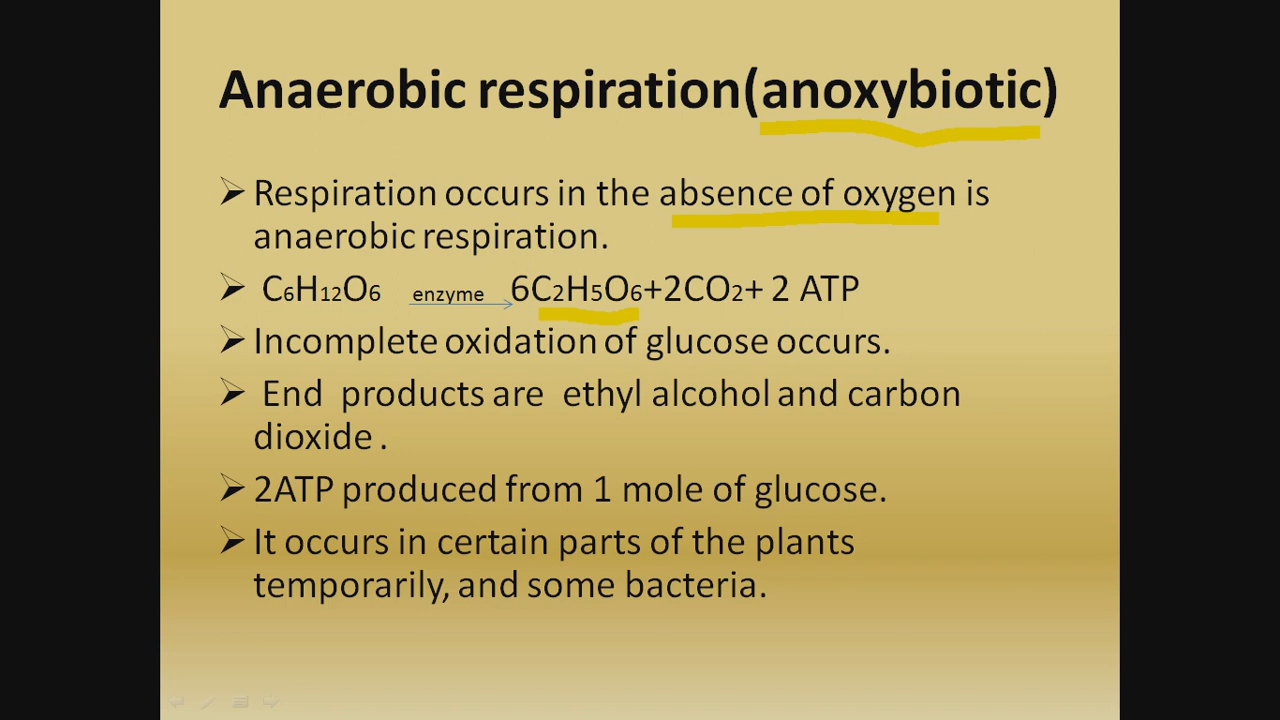 Anaerobic respiration(anoxybiotic)
➢ Respiration occurs in the absence of oxygen is
anaerobic respiration.
➢ C₆H₁₂O₆ enzyme 6C₂H₅O₆+2CO₂+ 2 ATP
➢ Incomplete oxidation of glucose occurs.
➢ End products are ethyl alcohol and carbon
dioxide .
➢ 2ATP produced from 1 mole of glucose.
➢ It occurs in certain parts of the plants
temporarily, and some bacteria.